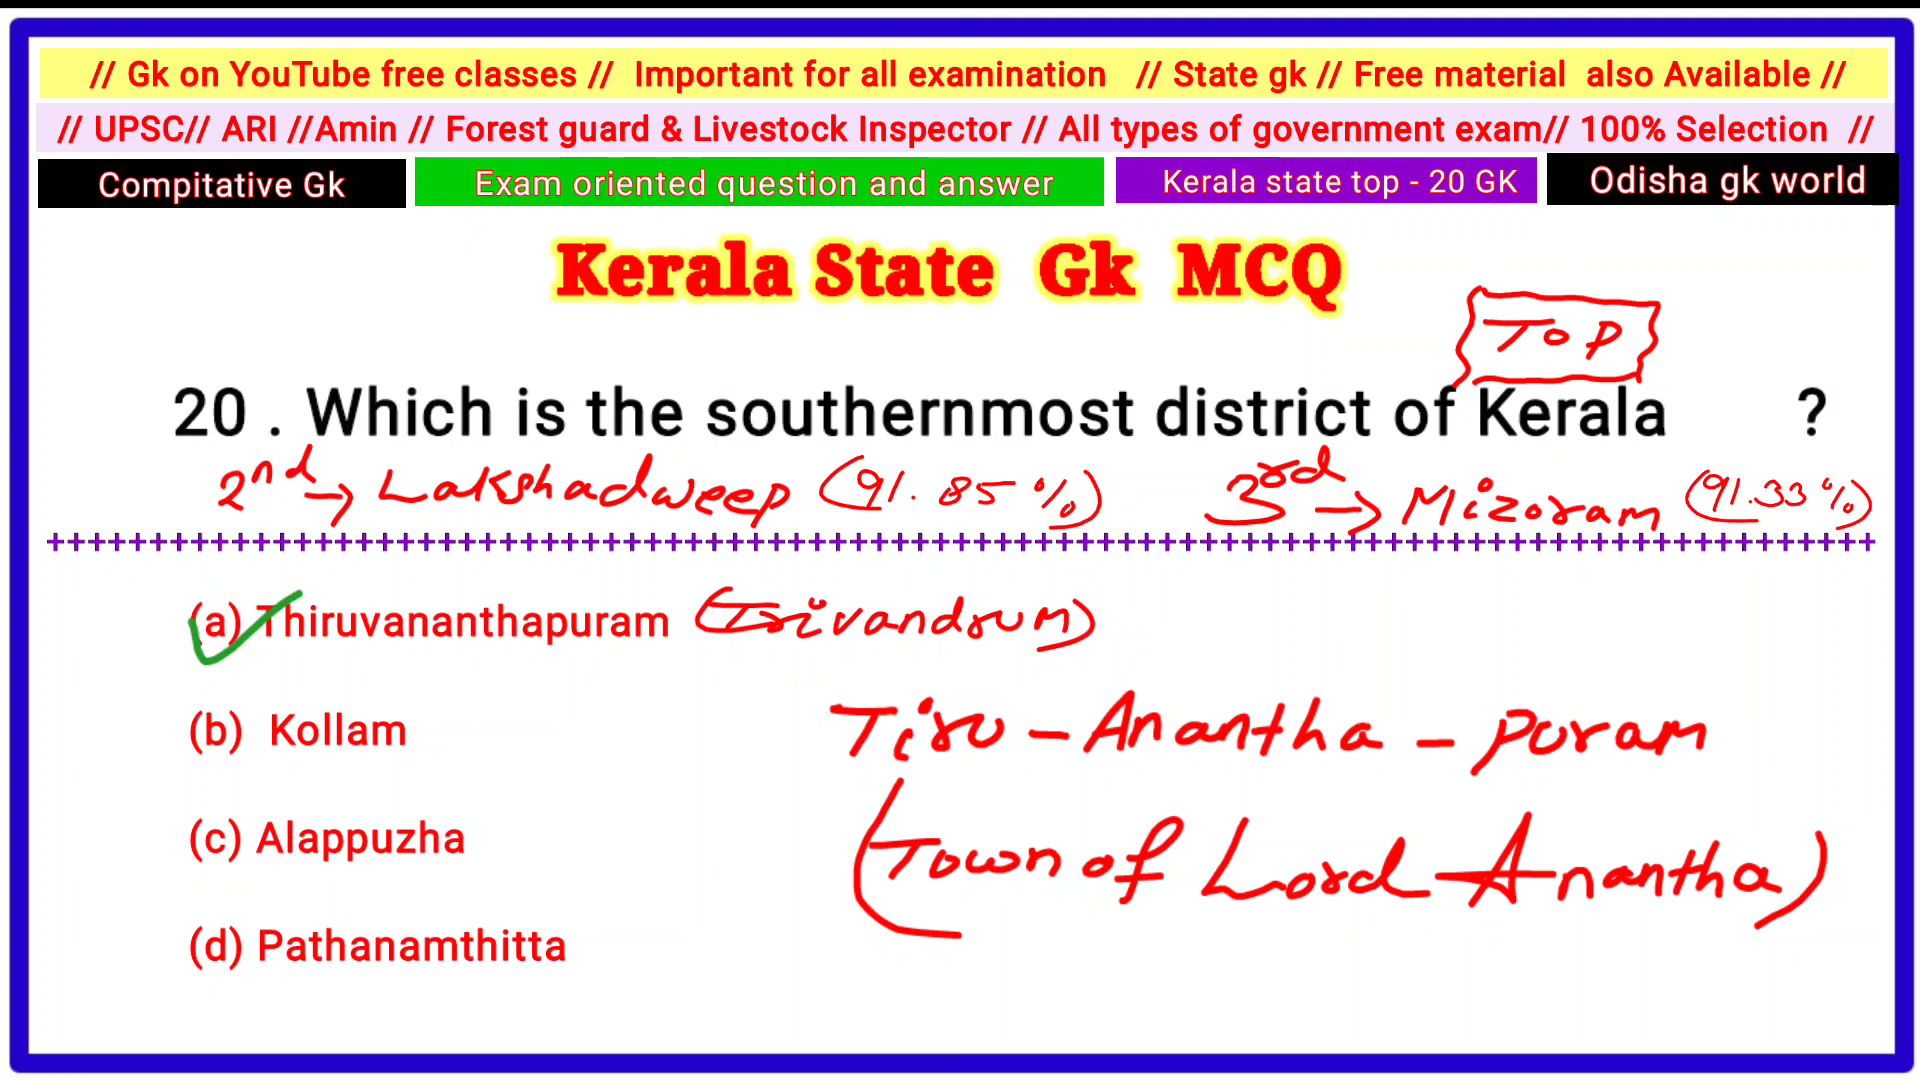 // Gk on YouTube free classes // Important for all examination // State gk // Free material also Available //
// UPSC// ARI //Amin // Forest guard & Livestock Inspector // All types of government exam// 100% Selection //
Compitative Gk Exam oriented question and answer Kerala state top - 20 GK Odisha gk world
Kerala State Gk MCQ
TOP
20 . Which is the southernmost district of Kerala ?
2nd → Lakshadweep (91.85 %) 3rd → Mizoram (91.33 %)
++++++++++++++++++++++++++++++++++++++++++++++++++++++++++++++++++++++++++++++++++++++++++
(a) Thiruvananthapuram (Trivandrum)
(b) Kollam
Tiru - Anantha - puram
(c) Alappuzha
(Town of Lord Anantha)
(d) Pathanamthitta